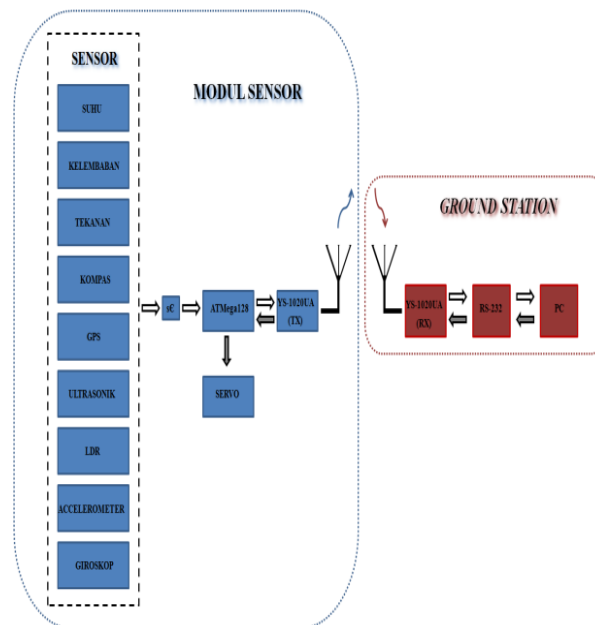 SENSOR
SUHU
KELEMBABAN
TEKANAN
KOMPAS
GPS
ULTRASONIK
LDR
ACCELEROMETER
GIROSKOP
MODUL SENSOR
sC
ATMega128
YS-1020UA
(TX)
SERVO
GROUND STATION
YS-1020UA
(RX)
RS-232
PC